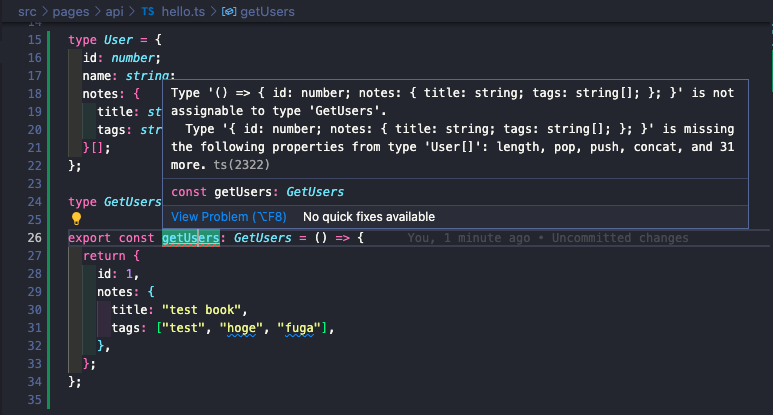 src > pages > api > TS hello.ts > getUsers
14
15 type User = {
16 id: number;
17 name: string;
18 notes: {
19 title: st
20 tags: str
21 }[];
22 };
23
24 type GetUsers
25
26 export const getUsers: GetUsers = () => { You, 1 minute ago • Uncommitted changes
27 return {
28 id: 1,
29 notes: {
30 title: "test book",
31 tags: ["test", "hoge", "fuga"],
32 },
33 };
34 };
35
Type '() => { id: number; notes: { title: string; tags: string[]; }; }' is not
assignable to type 'GetUsers'.
Type '{ id: number; notes: { title: string; tags: string[]; }; }' is missing
the following properties from type 'User[]': length, pop, push, concat, and 31
more. ts(2322)
const getUsers: GetUsers
View Problem (⌥F8) No quick fixes available